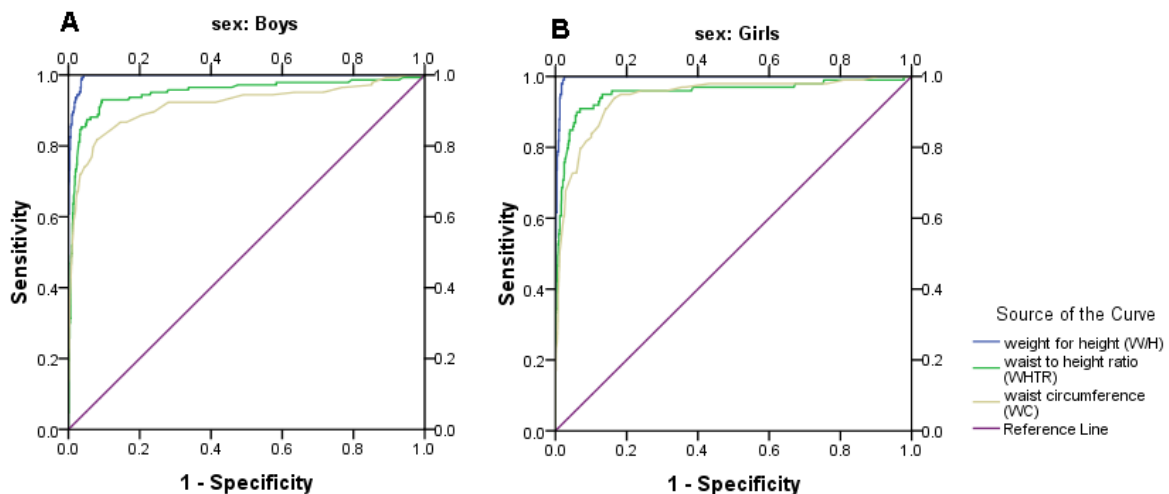 A
sex: Boys
0.0 0.2 0.4 0.6 0.8 1.0
1.0 1.0
0.8 0.8
0.6 0.6
0.4 0.4
0.2 0.2
0.0 0.0
0.0 0.2 0.4 0.6 0.8 1.0
Sensitivity
1 - Specificity
B
sex: Girls
0.0 0.2 0.4 0.6 0.8 1.0
1.0 1.0
0.8 0.8
0.6 0.6
0.4 0.4
0.2 0.2
0.0 0.0
0.0 0.2 0.4 0.6 0.8 1.0
Sensitivity
1 - Specificity
Source of the Curve
weight for height (W/H)
waist to height ratio
(WHTR)
waist circumference
(WC)
Reference Line